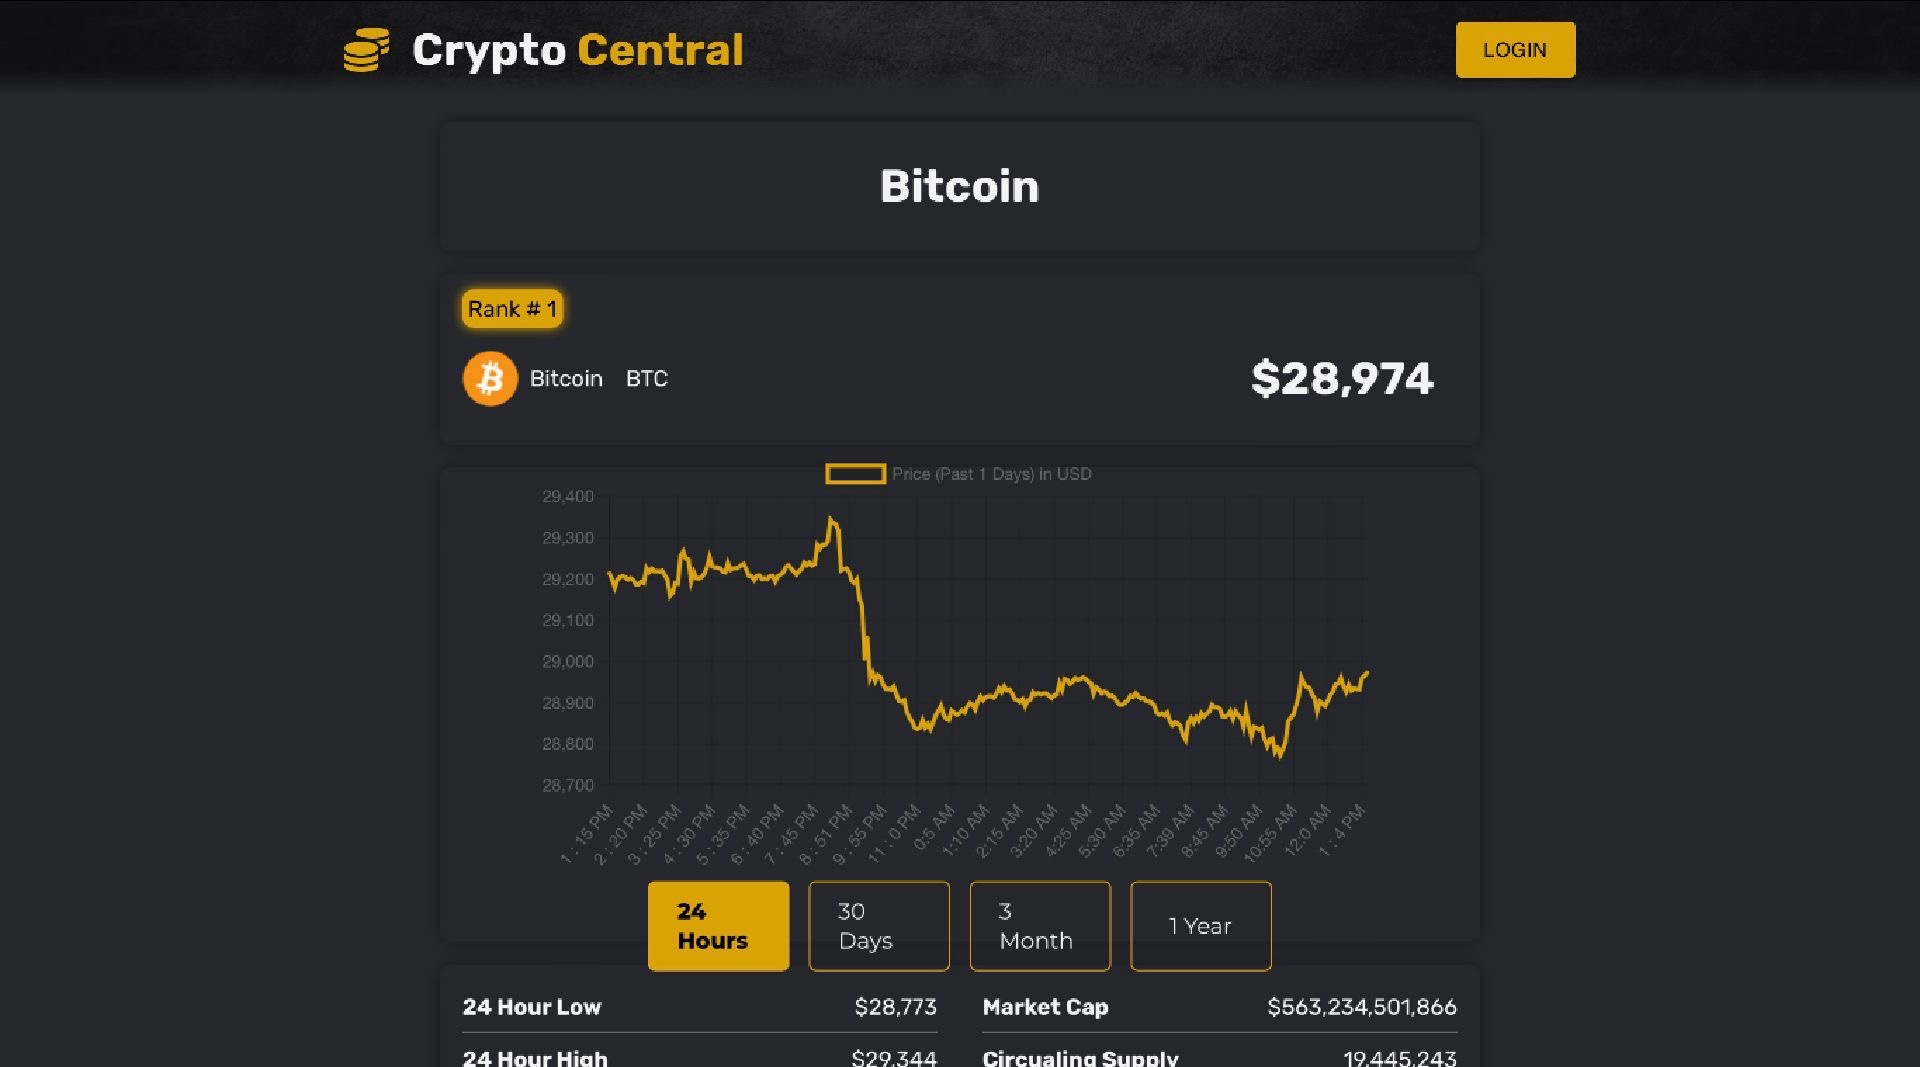 Crypto Central
LOGIN
Bitcoin
Rank # 1
Bitcoin BTC
$28,974
Price (Past 1 Days) in USD
29,400
29,300
29,200
29,100
29,000
28,900
28,800
28,700
1 : 15 PM
2 : 20 PM
3 : 25 PM
4 : 30 PM
5 : 35 PM
6 : 40 PM
7 : 45 PM
8 : 51 PM
9 : 55 PM
11 : 0 PM
0:5 AM
1:10 AM
2:15 AM
3:20 AM
4:25 AM
5:30 AM
6:35 AM
7:39 AM
8:45 AM
9:50 AM
10:55 AM
12:0 AM
1 : 4 PM
24
Hours
30
Days
3
Month
1 Year
24 Hour Low $28,773
Market Cap $563,234,501,866
24 Hour High $29,344
Circualing Supply 19,445,243